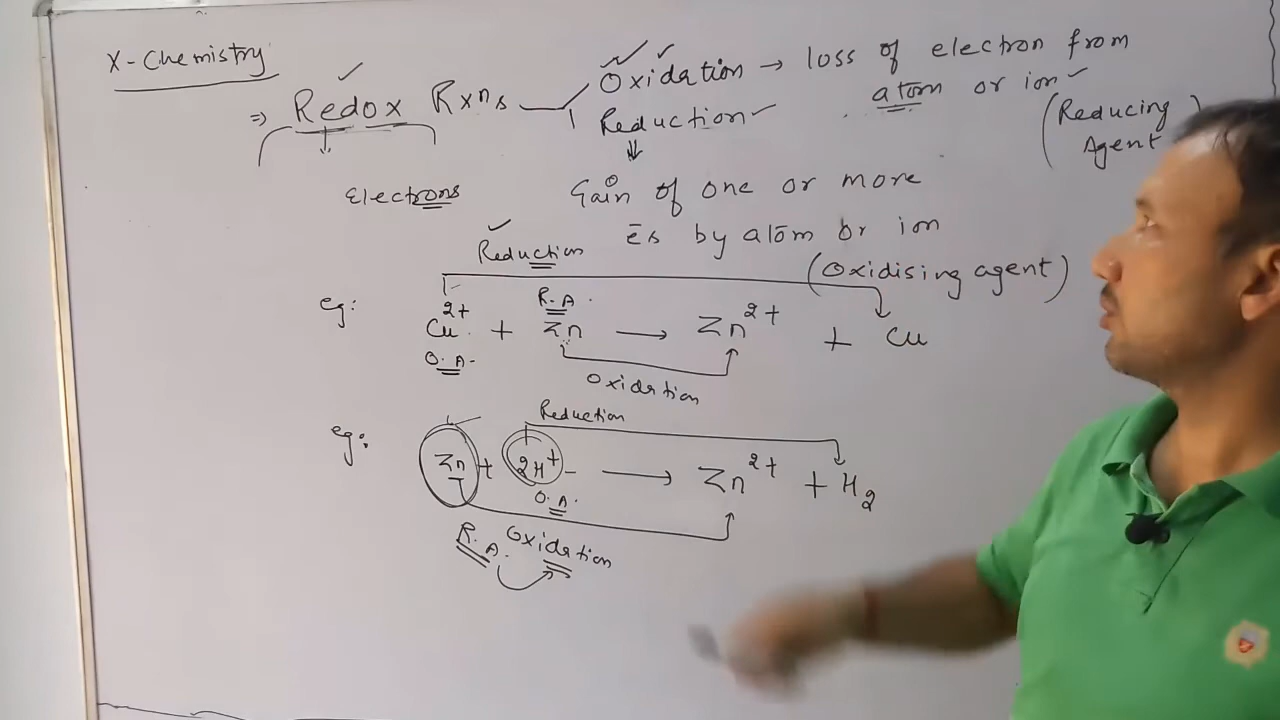 X-Chemistry
⇒ Redox Rxns
Oxidation → loss of electron from
atom or ion
(Reducing
Agent
Reduction
Electrons
Gain of one or more
ēs by atom or ion
(Oxidising agent)
Reduction
eg:
R.A.
Cu2+ + Zn → Zn2+ + Cu
O.A.
Oxidation
Reduction
eg:
Zn + 2H+ → Zn2+ + H2
O.A.
R.A.
Oxidation